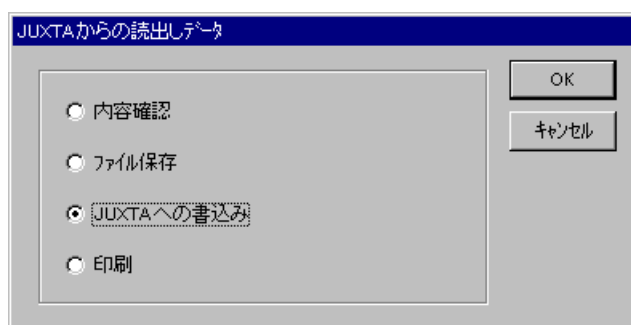 JUXTAからの読出しﾃﾞｰﾀ
OK
ｷｬﾝｾﾙ
内容確認
ﾌｧｲﾙ保存
JUXTAへの書込み
印刷